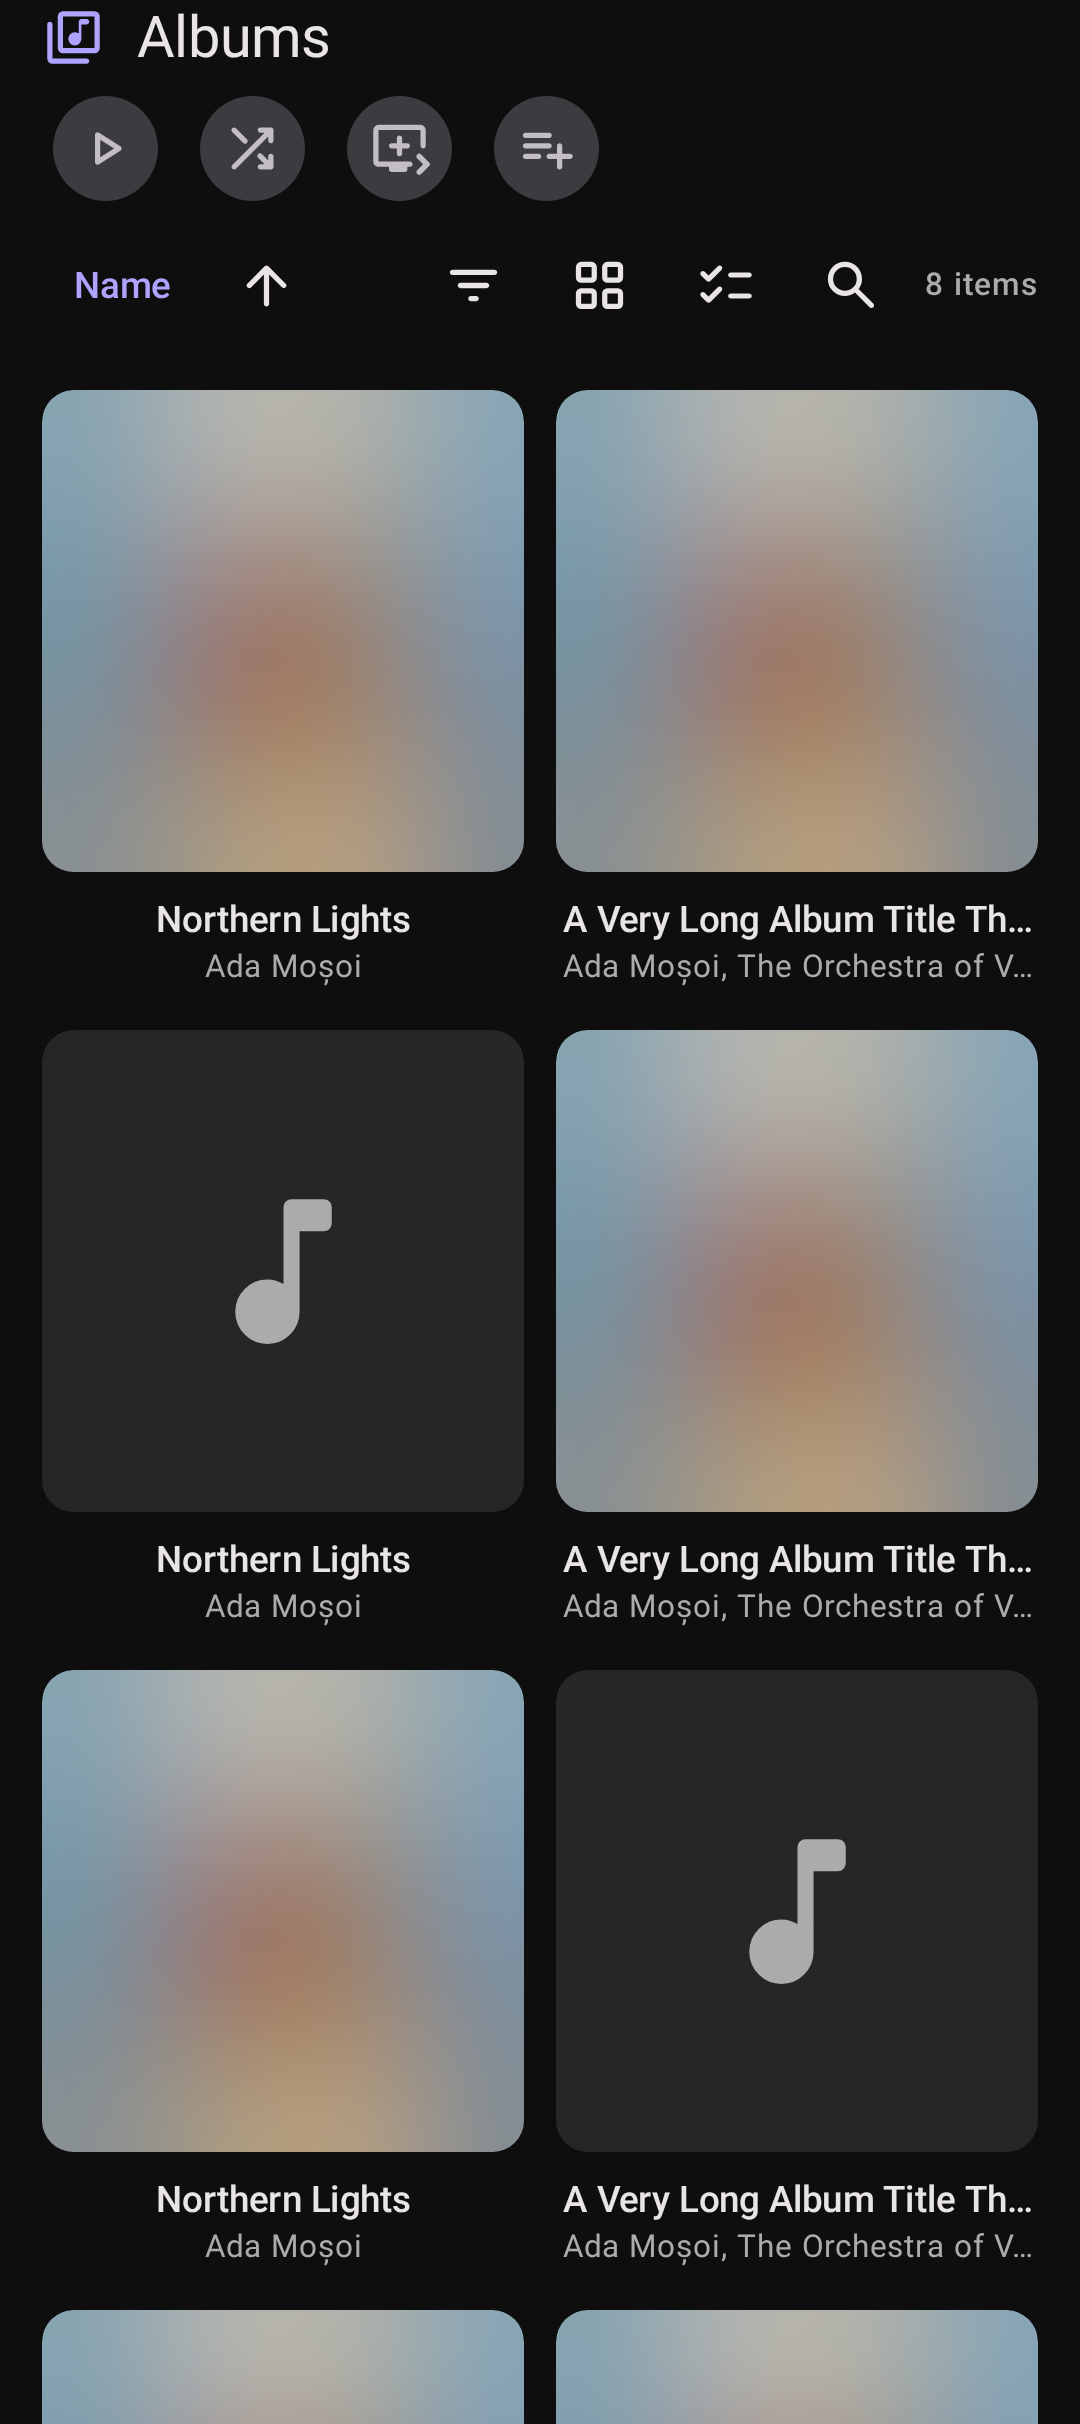 Albums
Name
8 items
Northern Lights
Ada Moșoi
A Very Long Album Title Th…
Ada Moșoi, The Orchestra of V…
Northern Lights
Ada Moșoi
A Very Long Album Title Th…
Ada Moșoi, The Orchestra of V…
Northern Lights
Ada Moșoi
A Very Long Album Title Th…
Ada Moșoi, The Orchestra of V…